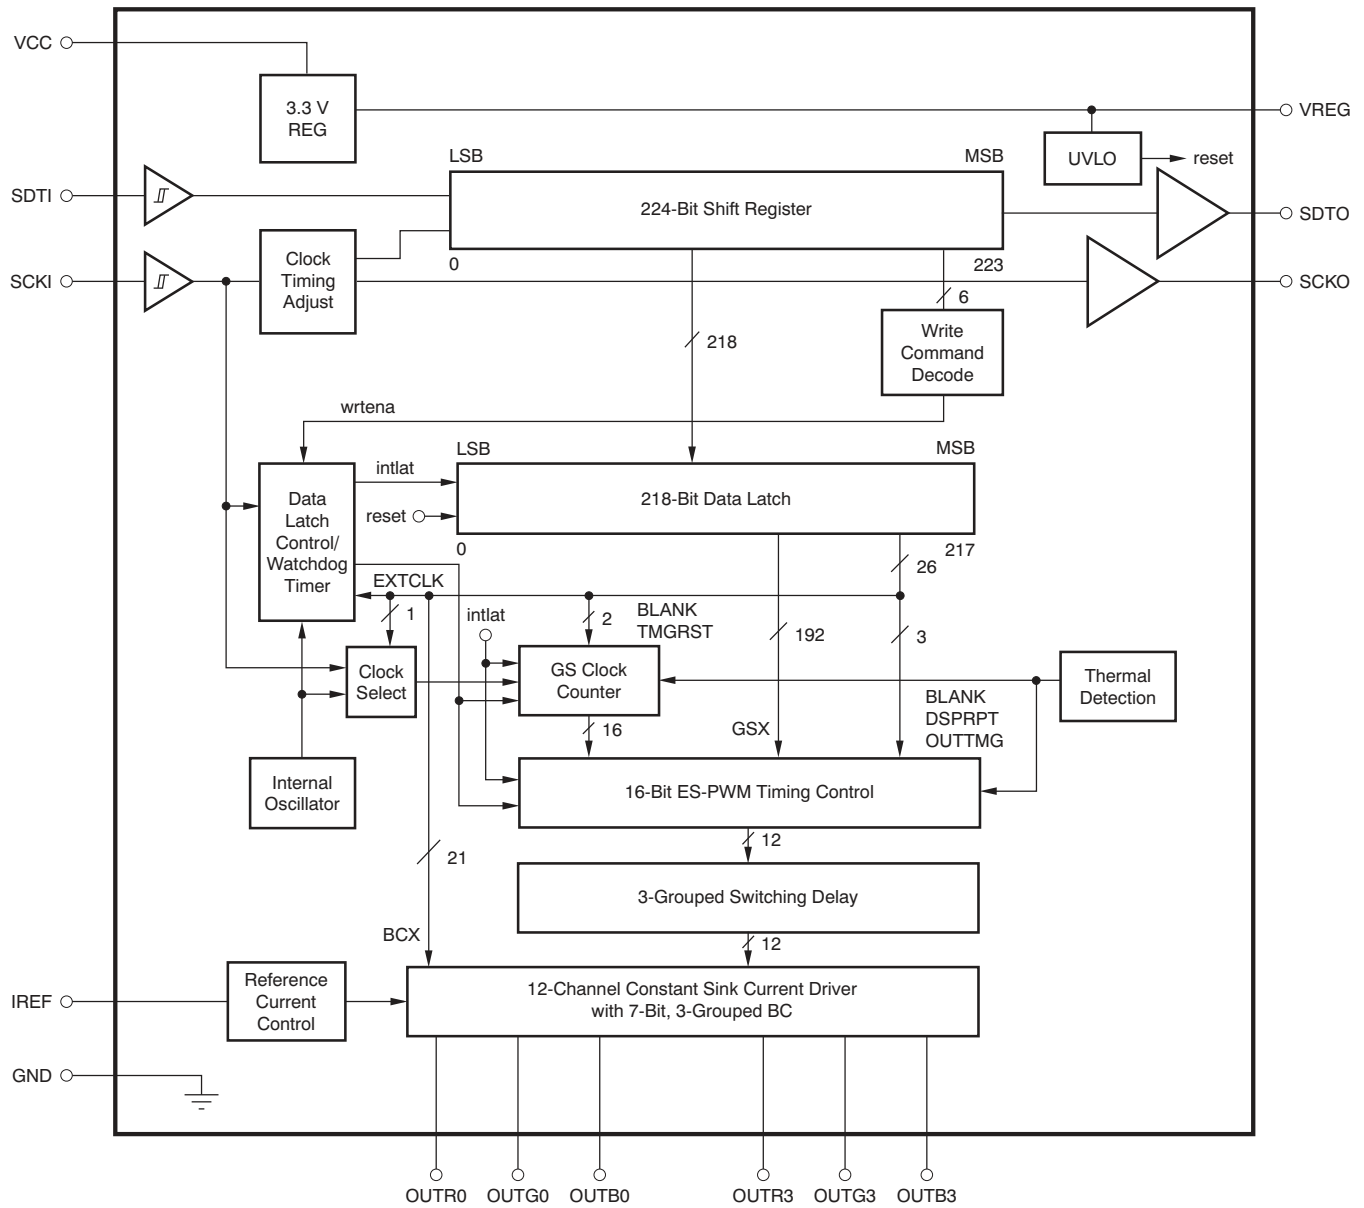 VCC
3.3 V
REG
VREG
UVLO
reset
LSB
MSB
SDTI
224-Bit Shift Register
SDTO
0
223
SCKI
Clock
Timing
Adjust
SCKO
6
218
Write
Command
Decode
wrtena
LSB
MSB
intlat
Data
Latch
Control/
Watchdog
Timer
218-Bit Data Latch
reset
0
217
26
EXTCLK
1
intlat
2
BLANK
TMGRST
192
3
Clock
Select
GS Clock
Counter
Thermal
Detection
16
GSX
BLANK
DSPRPT
OUTTMG
Internal
Oscillator
16-Bit ES-PWM Timing Control
12
21
3-Grouped Switching Delay
BCX
12
IREF
Reference
Current
Control
12-Channel Constant Sink Current Driver
with 7-Bit, 3-Grouped BC
GND
OUTR0
OUTG0
OUTB0
OUTR3
OUTG3
OUTB3